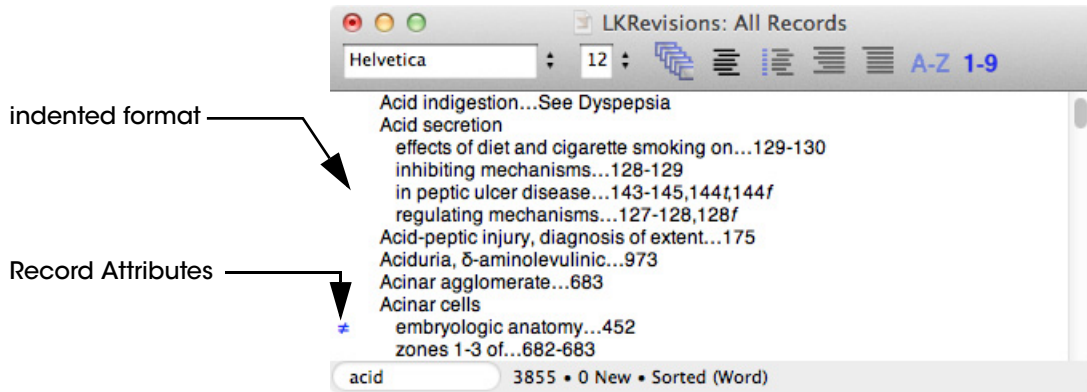 LKRevisions: All Records
Helvetica 12 A-Z 1-9
indented format
Acid indigestion...See Dyspepsia
Acid secretion
effects of diet and cigarette smoking on...129-130
inhibiting mechanisms...128-129
in peptic ulcer disease...143-145,144t,144f
regulating mechanisms...127-128,128f
Acid-peptic injury, diagnosis of extent...175
Aciduria, δ-aminolevulinic...973
Record Attributes
Acinar agglomerate...683
Acinar cells
≠ embryologic anatomy...452
zones 1-3 of...682-683
acid 3855 • 0 New • Sorted (Word)